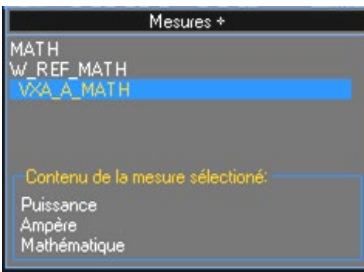 Mesures +
MATH
W_REF_MATH
VXA_A_MATH
Contenu de la mesure sélectioné:
Puissance
Ampère
Mathématique